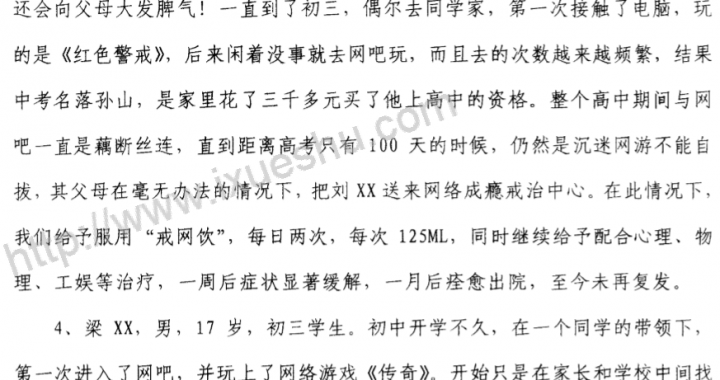 还会向父母大发脾气！一直到了初三，偶尔去同学家，第一次接触了电脑，玩
的是《红色警戒》，后来闲着没事就去网吧玩，而且去的次数越来越频繁，结果
中考名落孙山，是家里花了三千多元买了他上高中的资格。整个高中期间与网
吧一直是藕断丝连，直到距离高考只有 100 天的时候，仍然是沉迷网游不能自
拔，其父母在毫无办法的情况下，把刘 XX 送来网络成瘾戒治中心。在此情况下，
我们给予服用“戒网饮”，每日两次，每次 125ML，同时继续给予配合心理、物
理、工娱等治疗，一周后症状显著缓解，一月后痊愈出院，至今未再复发。
4、梁 XX，男，17 岁，初三学生。初中开学不久，在一个同学的带领下，
第一次进入了网吧，并玩上了网络游戏《传奇》。开始只是在家长和学校中间找
http://www.ixueshu.com